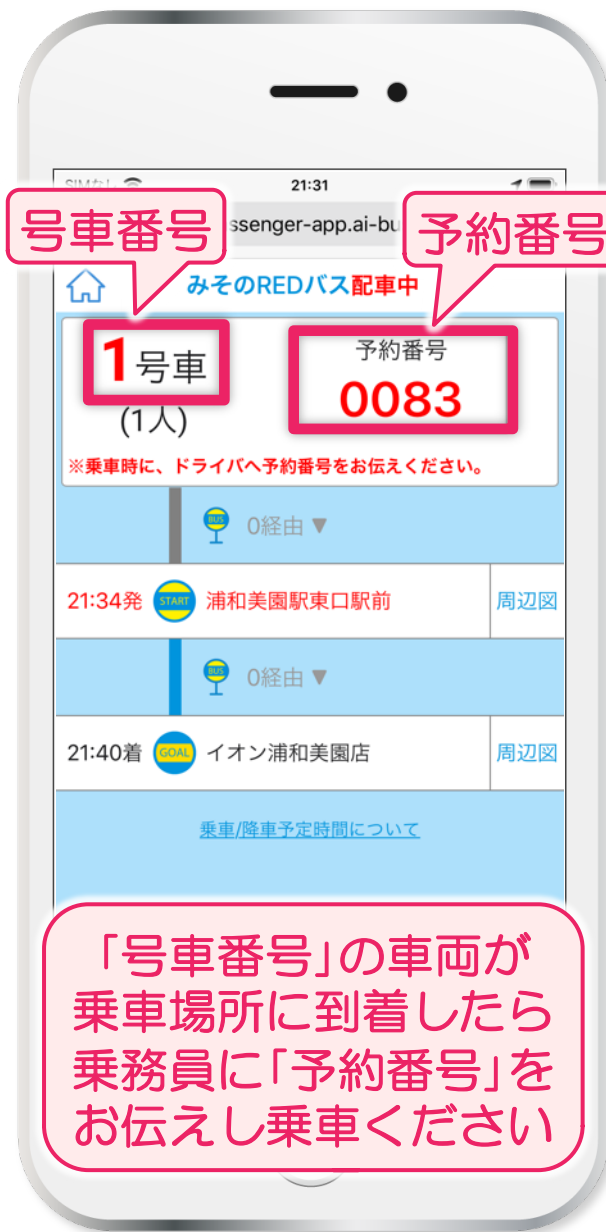 SIMなし
21:31
号車番号
ssenger-app.ai-bu
予約番号
みそのREDバス配車中
1号車
予約番号
(1人)
0083
※乗車時に、ドライバへ予約番号をお伝えください。
BUS 0経由▼
21:34発 START 浦和美園駅東口駅前 周辺図
BUS 0経由▼
21:40着 GOAL イオン浦和美園店 周辺図
乗車/降車予定時間について
「号車番号」の車両が
乗車場所に到着したら
乗務員に「予約番号」を
お伝えし乗車ください